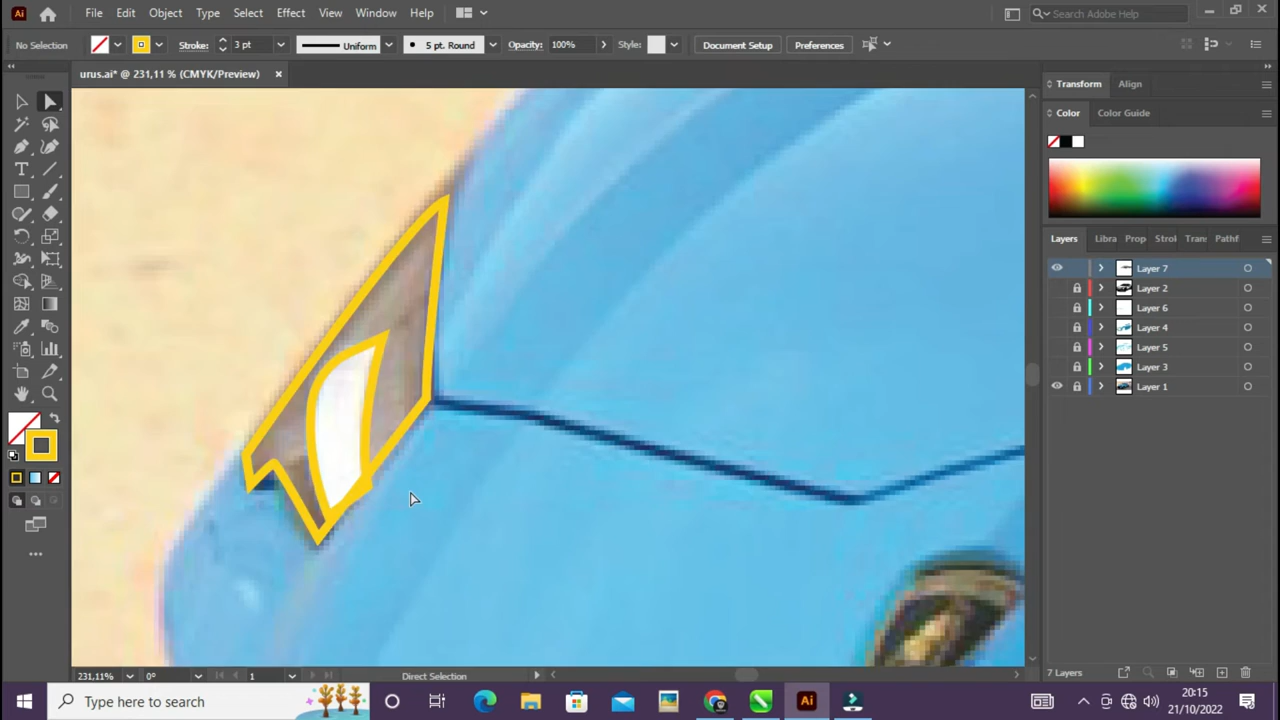 Ai File Edit Object Type Select Effect View Window Help Search Adobe Help
No Selection Stroke: 3 pt Uniform 5 pt. Round Opacity: 100% Style: Document Setup Preferences
urus.ai* @ 231,11 % (CMYK/Preview)
Transform Align
Color Color Guide
Layers Libra Prop Strol Tran: Pathf
Layer 7
Layer 2
Layer 6
Layer 4
Layer 5
Layer 3
Layer 1
231,11% 0° 1 Direct Selection 7 Layers
Type here to search Ai 20:15
21/10/2022